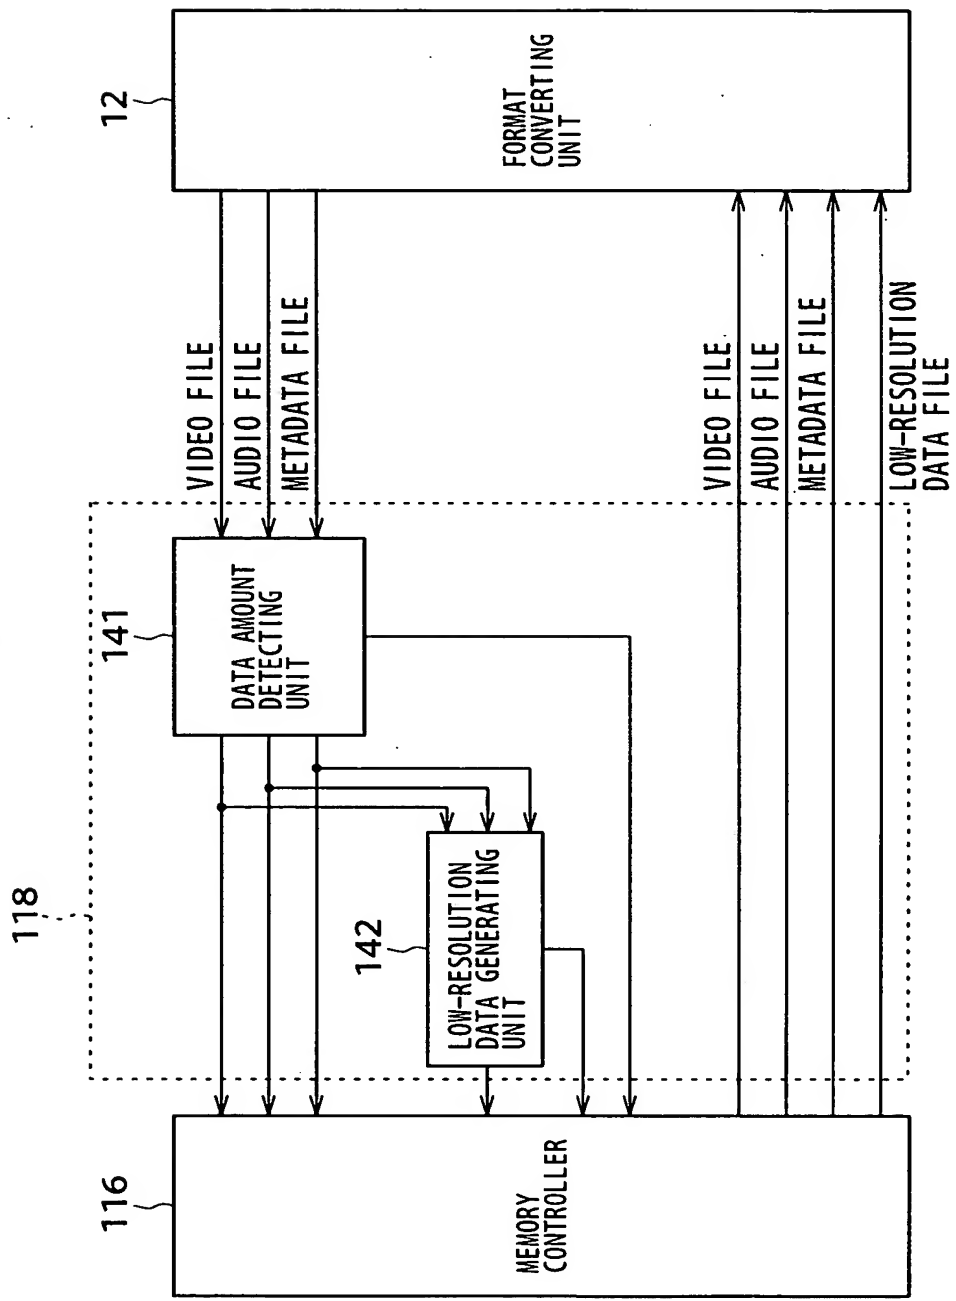 118
116
MEMORY
CONTROLLER
142
LOW-RESOLUTION
DATA GENERATING
UNIT
141
DATA AMOUNT
DETECTING
UNIT
VIDEO FILE
AUDIO FILE
METADATA FILE
VIDEO FILE
AUDIO FILE
METADATA FILE
LOW-RESOLUTION
DATA FILE
12
FORMAT
CONVERTING
UNIT